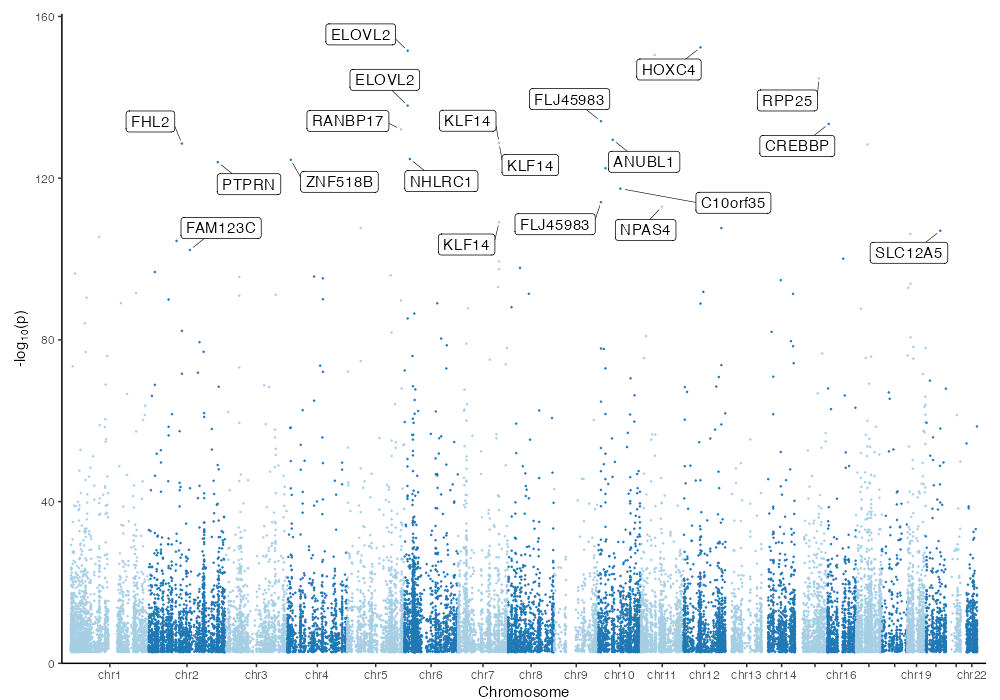 160
ELOVL2
HOXC4
ELOVL2
FLJ45983
RPP25
FHL2
RANBP17
KLF14
CREBBP
KLF14
ANUBL1
120
PTPRN
ZNF518B
NHLRC1
C10orf35
FAM123C
FLJ45983
NPAS4
KLF14
SLC12A5
80
-log10(p)
40
0
chr1 chr2 chr3 chr4 chr5 chr6 chr7 chr8 chr9 chr10 chr11 chr12 chr13 chr14 chr16 chr19 chr22
Chromosome